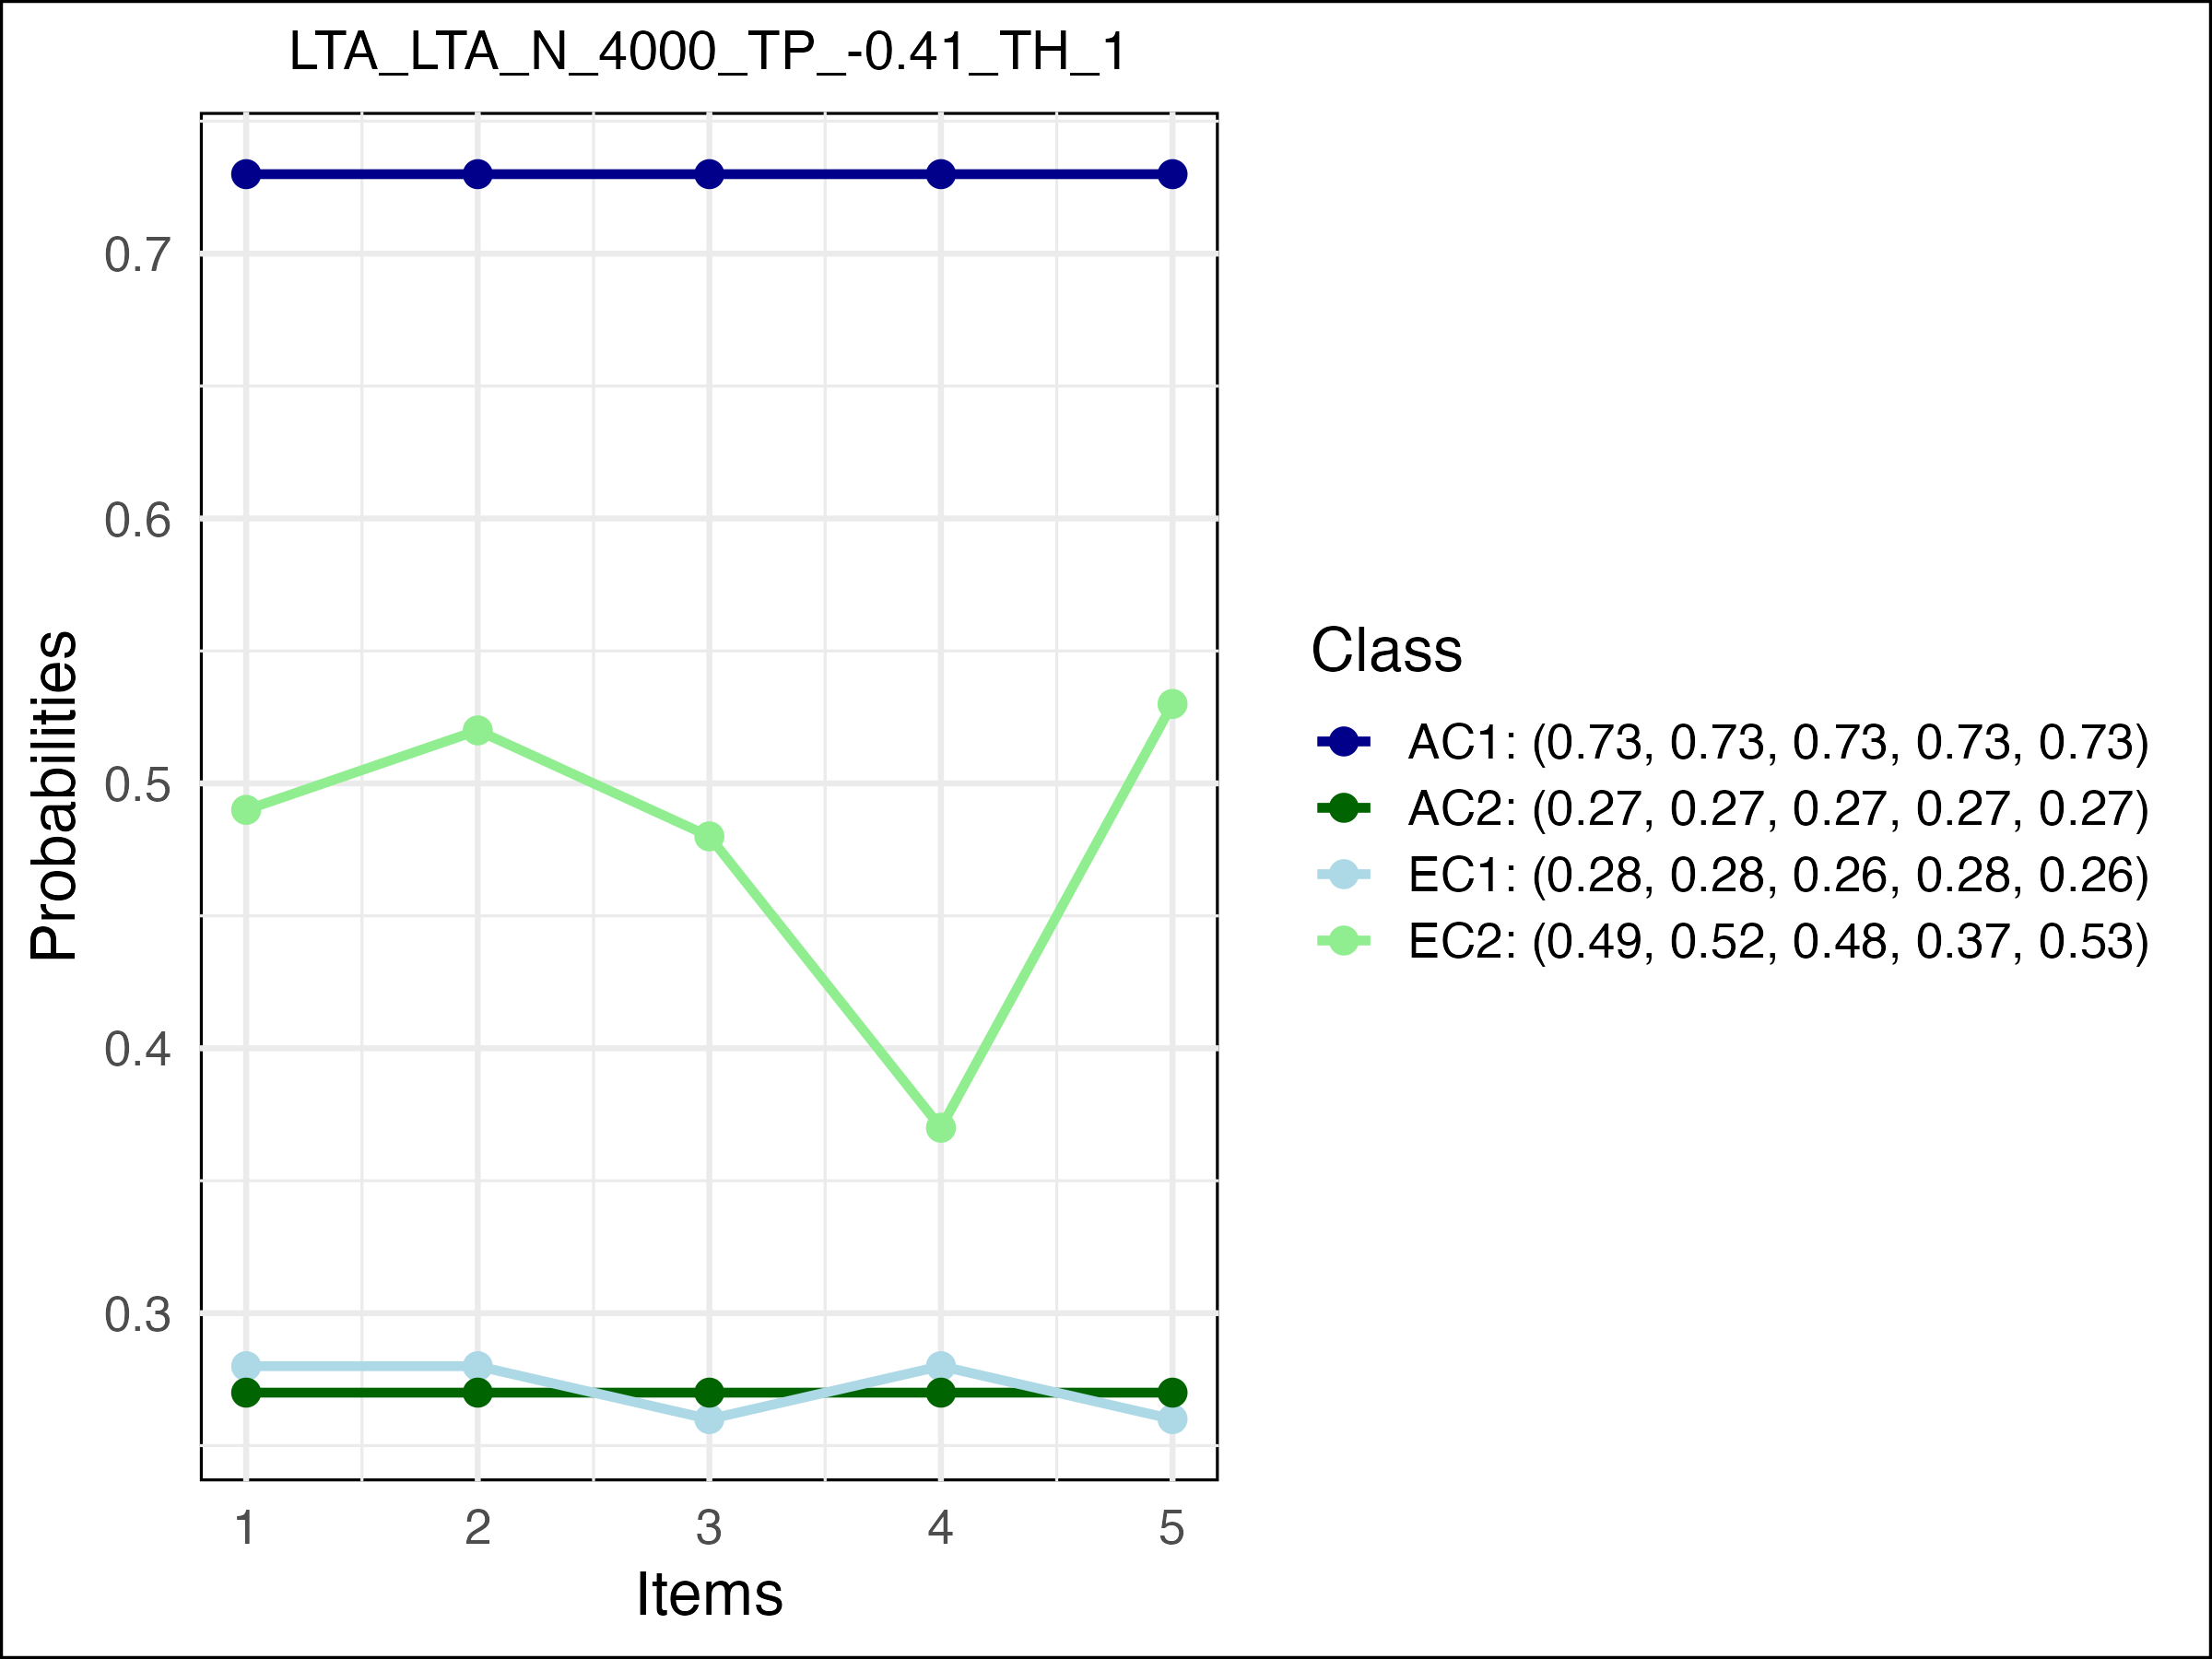 LTA_LTA_N_4000_TP_-0.41_TH_1
Probabilities
0.7
0.6
0.5
0.4
0.3
1 2 3 4 5
Items
Class
AC1: (0.73, 0.73, 0.73, 0.73, 0.73)
AC2: (0.27, 0.27, 0.27, 0.27, 0.27)
EC1: (0.28, 0.28, 0.26, 0.28, 0.26)
EC2: (0.49, 0.52, 0.48, 0.37, 0.53)